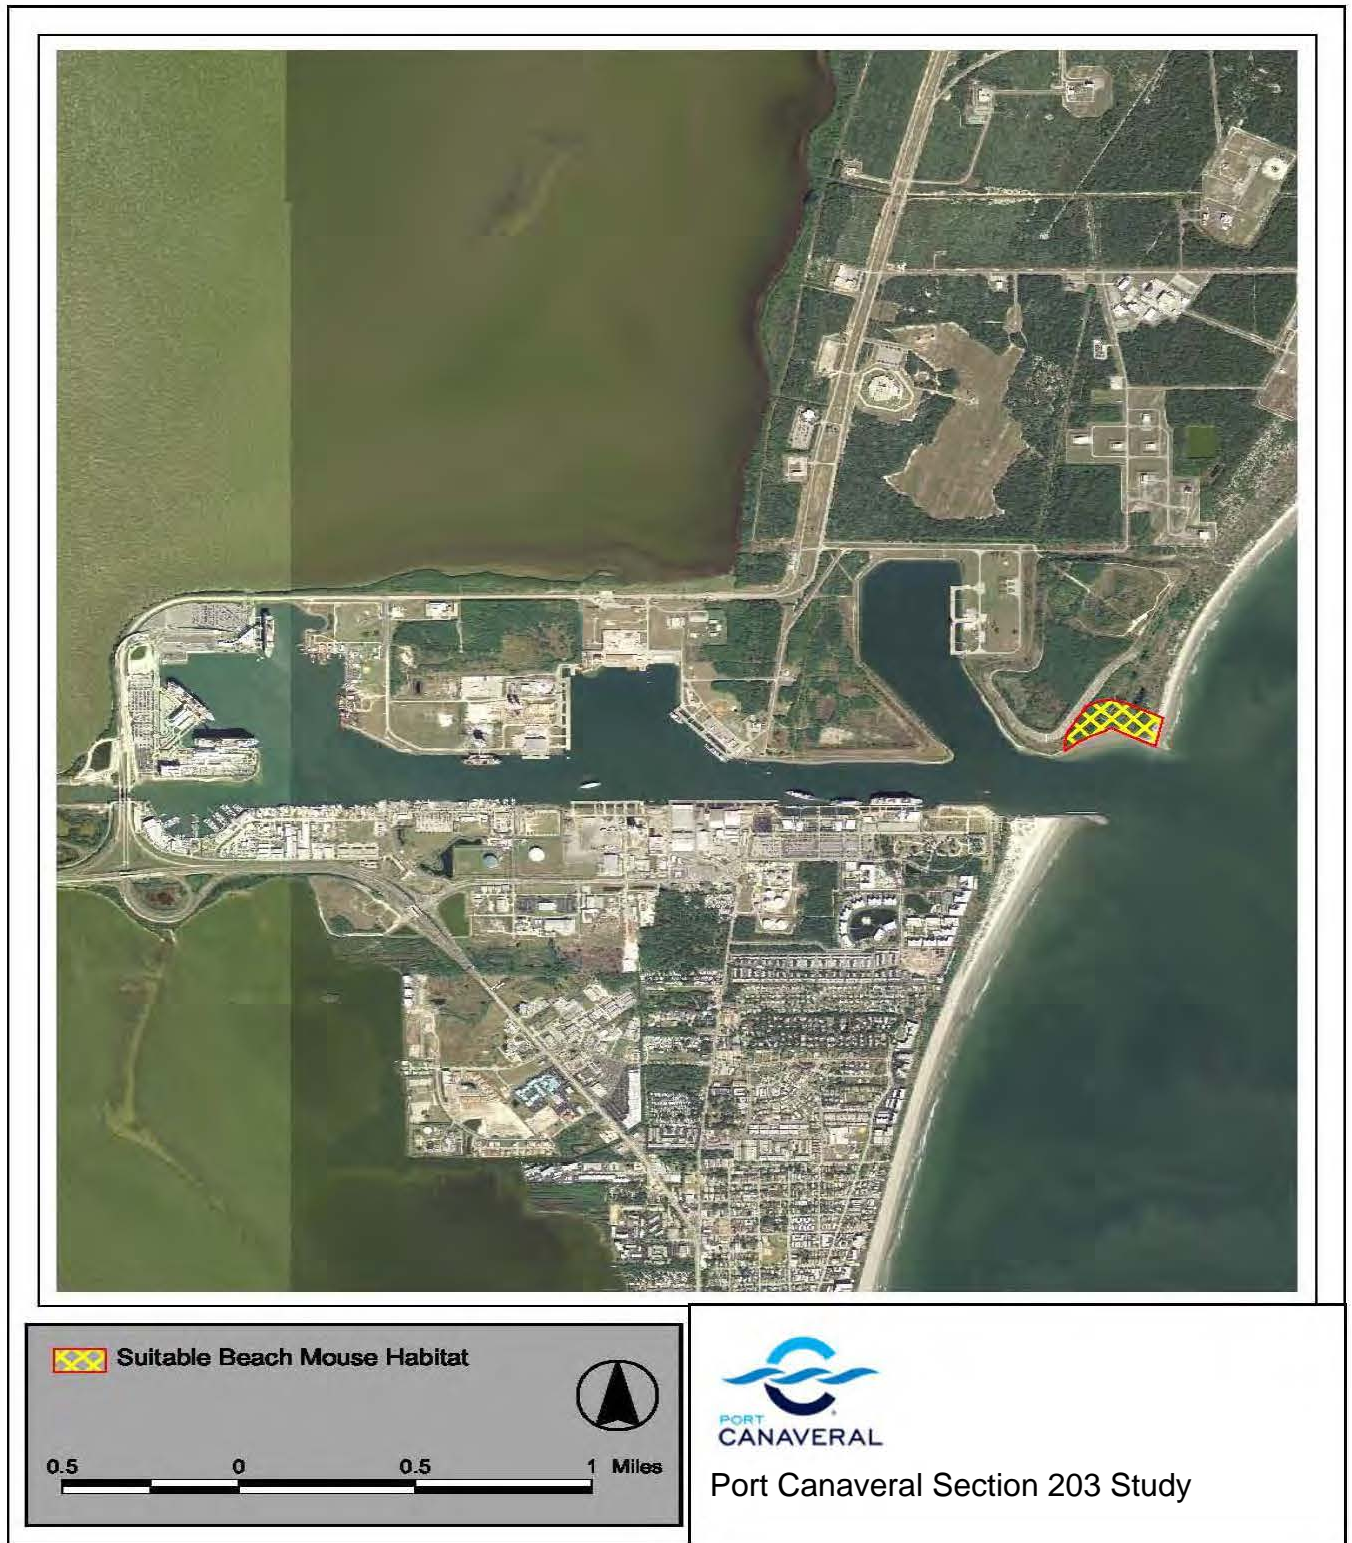 Suitable Beach Mouse Habitat
0.5 0 0.5 1 Miles
PORT
CANAVERAL
Port Canaveral Section 203 Study